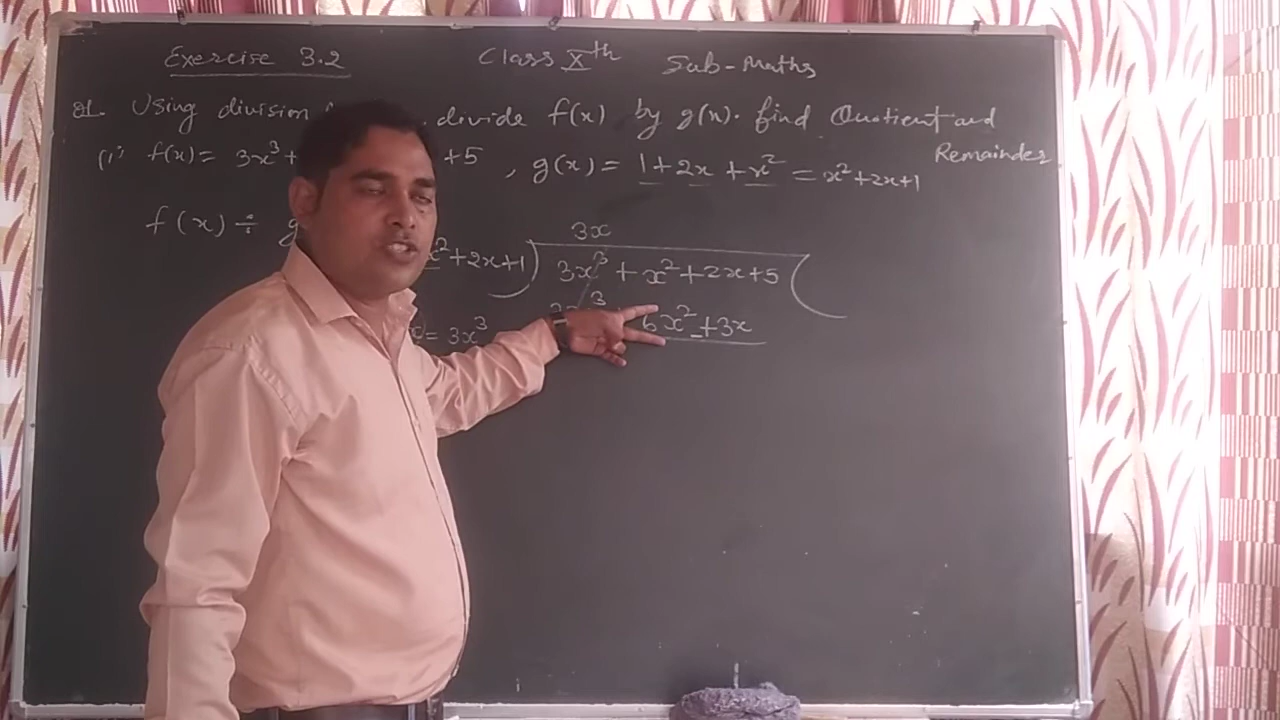 Exercise 3.2 Class Xth Sub-Maths
Q1. Using division divide f(x) by g(x). find Quotient and
Remainder
(i) f(x) = 3x³ + +5 , g(x) = 1+2x+x² = x²+2x+1
f(x) ÷ g
3x
x²+2x+1) 3x³ + x² + 2x + 5 (
6x² + 3x
= 3x³